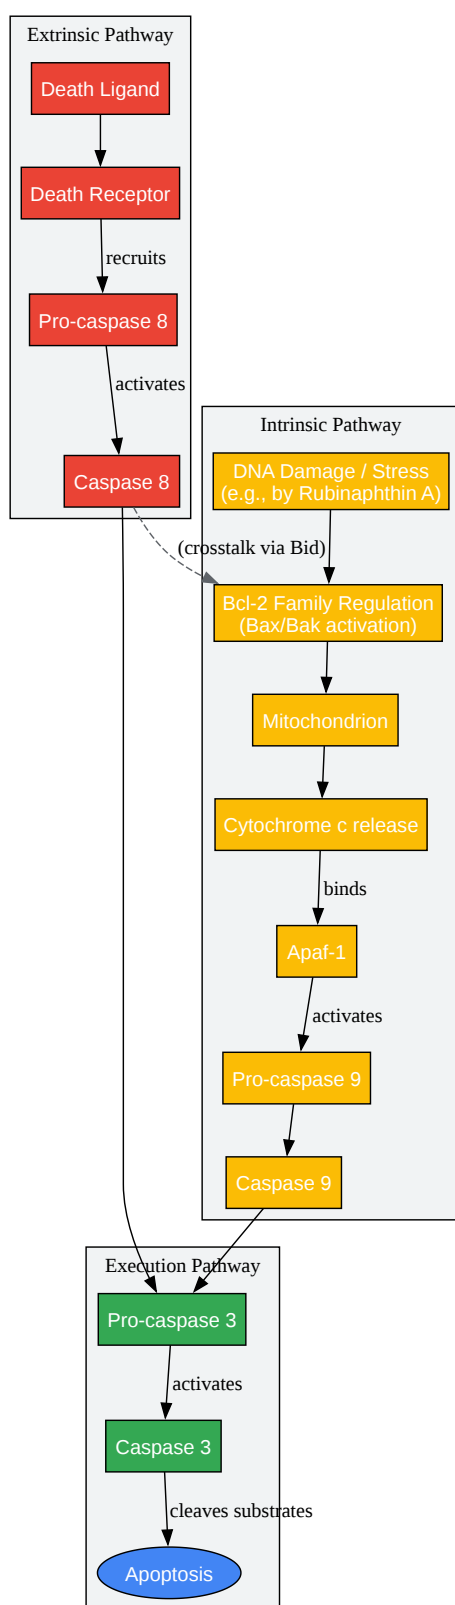 Extrinsic Pathway
Death Ligand
Death Receptor
recruits
Pro-caspase 8
activates
Caspase 8
Intrinsic Pathway
DNA Damage / Stress
(e.g., by Rubinaphthin A)
(crosstalk via Bid)
Bcl-2 Family Regulation
(Bax/Bak activation)
Mitochondrion
Cytochrome c release
binds
Apaf-1
activates
Pro-caspase 9
Caspase 9
Execution Pathway
Pro-caspase 3
activates
Caspase 3
cleaves substrates
Apoptosis